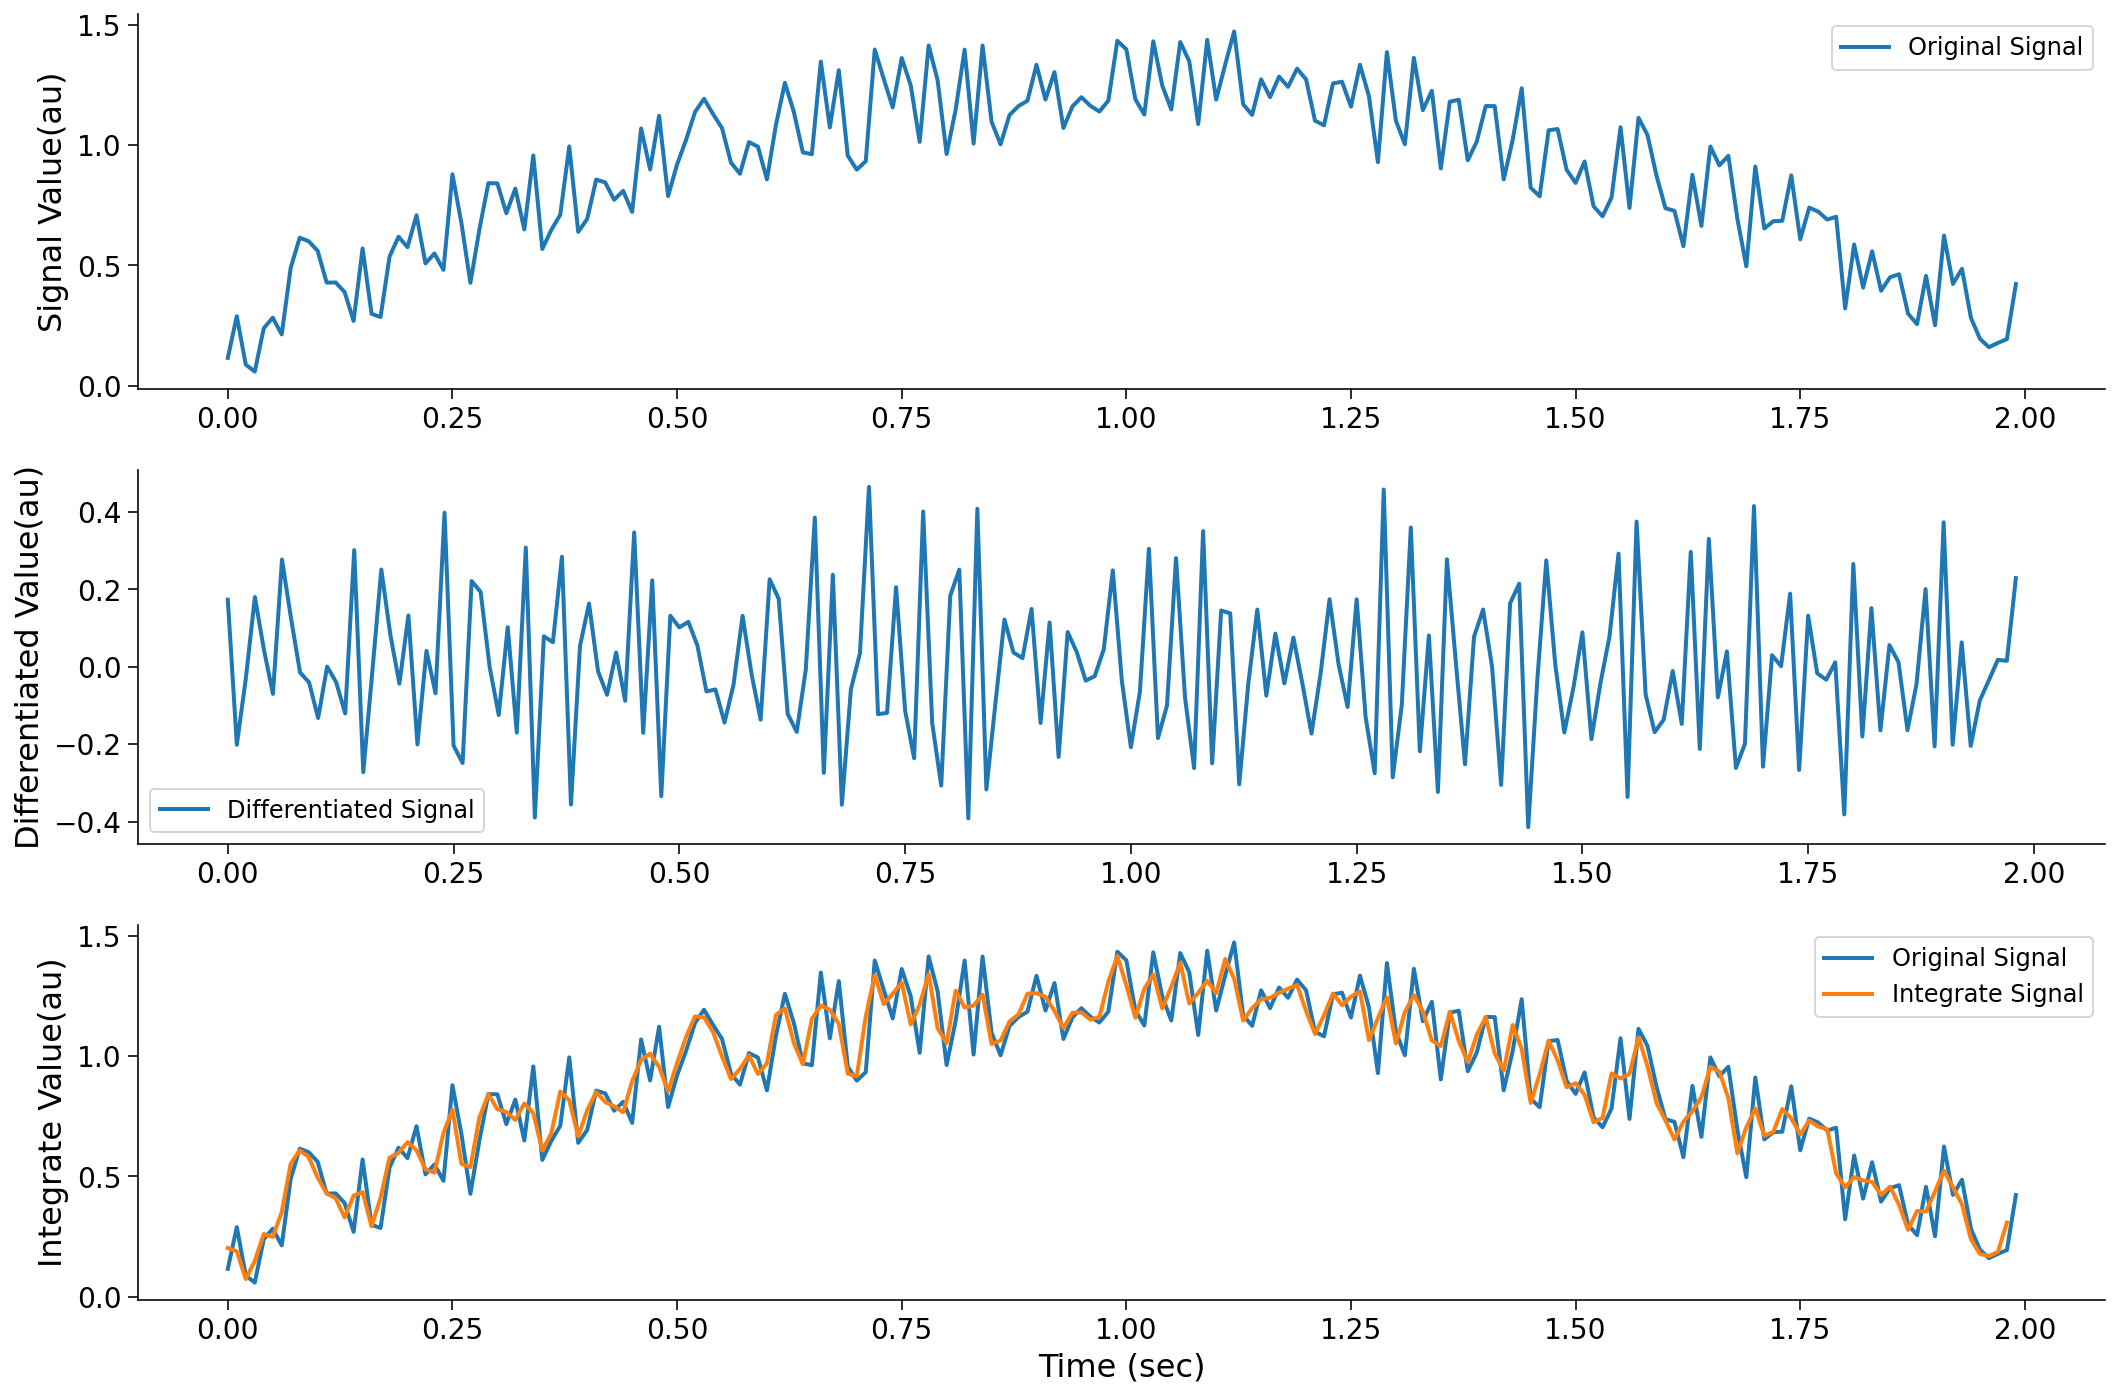 Signal Value(au)
1.5
1.0
0.5
0.0
Original Signal
0.00 0.25 0.50 0.75 1.00 1.25 1.50 1.75 2.00
Differentiated Value(au)
0.4
0.2
0.0
−0.2
−0.4
Differentiated Signal
0.00 0.25 0.50 0.75 1.00 1.25 1.50 1.75 2.00
Integrate Value(au)
1.5
1.0
0.5
0.0
Original Signal
Integrate Signal
0.00 0.25 0.50 0.75 1.00 1.25 1.50 1.75 2.00
Time (sec)